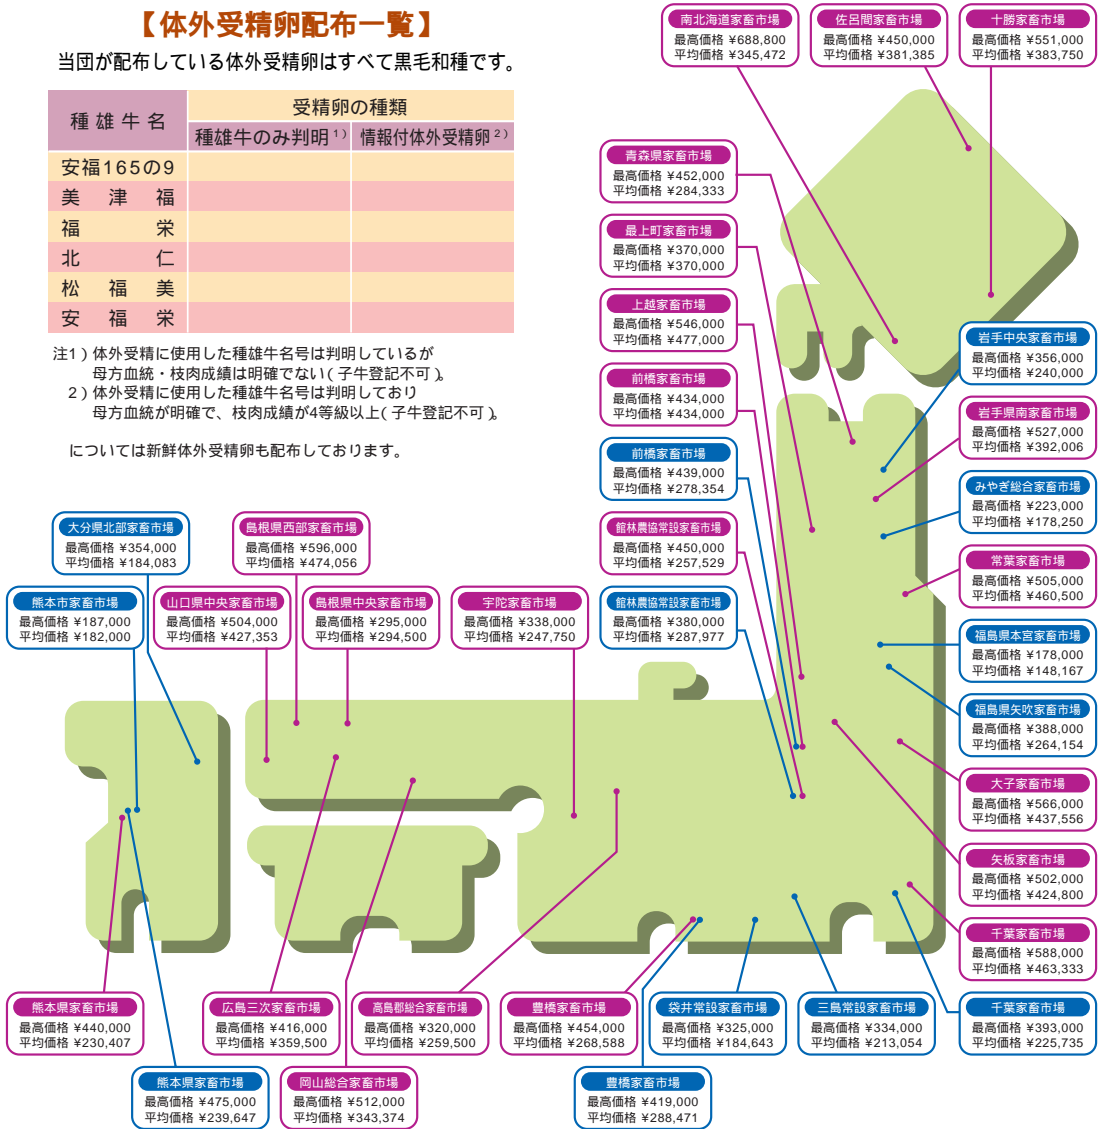 【体外受精卵配布一覧】
当団が配布している体外受精卵はすべて黒毛和種です。
種雄牛名
受精卵の種類
種雄牛のみ判明1) 情報付体外受精卵2)
安福165の9
美津福
福栄
北仁
松福美
安福栄
注1)体外受精に使用した種雄牛名号は判明しているが
母方血統・枝肉成績は明確でない(子牛登記不可)。
2)体外受精に使用した種雄牛名号は判明しており
母方血統が明確で、枝肉成績が4等級以上(子牛登記不可)。
については新鮮体外受精卵も配布しております。
南北海道家畜市場
最高価格 ¥688,800
平均価格 ¥345,472
佐呂間家畜市場
最高価格 ¥450,000
平均価格 ¥381,385
十勝家畜市場
最高価格 ¥551,000
平均価格 ¥383,750
青森県家畜市場
最高価格 ¥452,000
平均価格 ¥284,333
最上町家畜市場
最高価格 ¥370,000
平均価格 ¥370,000
上越家畜市場
最高価格 ¥546,000
平均価格 ¥477,000
前橋家畜市場
最高価格 ¥434,000
平均価格 ¥434,000
前橋家畜市場
最高価格 ¥439,000
平均価格 ¥278,354
館林農協常設家畜市場
最高価格 ¥450,000
平均価格 ¥257,529
館林農協常設家畜市場
最高価格 ¥380,000
平均価格 ¥287,977
岩手中央家畜市場
最高価格 ¥356,000
平均価格 ¥240,000
岩手県南家畜市場
最高価格 ¥527,000
平均価格 ¥392,006
みやぎ総合家畜市場
最高価格 ¥223,000
平均価格 ¥178,250
常葉家畜市場
最高価格 ¥505,000
平均価格 ¥460,500
福島県本宮家畜市場
最高価格 ¥178,000
平均価格 ¥148,167
福島県矢吹家畜市場
最高価格 ¥388,000
平均価格 ¥264,154
大子家畜市場
最高価格 ¥566,000
平均価格 ¥437,556
矢板家畜市場
最高価格 ¥502,000
平均価格 ¥424,800
千葉家畜市場
最高価格 ¥588,000
平均価格 ¥463,333
千葉家畜市場
最高価格 ¥393,000
平均価格 ¥225,735
大分県北部家畜市場
最高価格 ¥354,000
平均価格 ¥184,083
島根県西部家畜市場
最高価格 ¥596,000
平均価格 ¥474,056
熊本市家畜市場
最高価格 ¥187,000
平均価格 ¥182,000
山口県中央家畜市場
最高価格 ¥504,000
平均価格 ¥427,353
島根県中央家畜市場
最高価格 ¥295,000
平均価格 ¥294,500
宇陀家畜市場
最高価格 ¥338,000
平均価格 ¥247,750
熊本県家畜市場
最高価格 ¥440,000
平均価格 ¥230,407
広島三次家畜市場
最高価格 ¥416,000
平均価格 ¥359,500
高島郡総合家畜市場
最高価格 ¥320,000
平均価格 ¥259,500
豊橋家畜市場
最高価格 ¥454,000
平均価格 ¥268,588
袋井常設家畜市場
最高価格 ¥325,000
平均価格 ¥184,643
三島常設家畜市場
最高価格 ¥334,000
平均価格 ¥213,054
熊本県家畜市場
最高価格 ¥475,000
平均価格 ¥239,647
岡山総合家畜市場
最高価格 ¥512,000
平均価格 ¥343,374
豊橋家畜市場
最高価格 ¥419,000
平均価格 ¥288,471